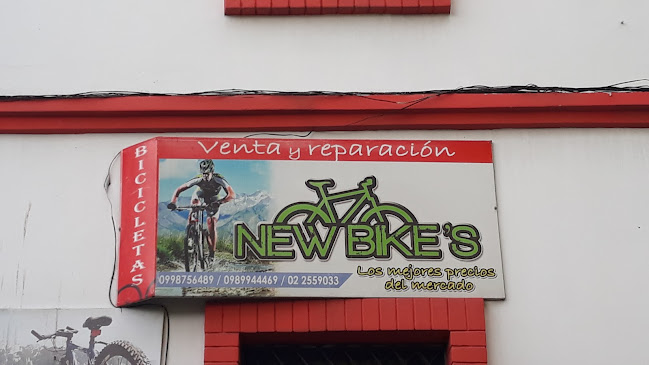 BICICLETAS
Venta y reparación
NEW BIKE'S
Los mejores precios
del mercado
0998756489 / 0989944469 / 02 2559033